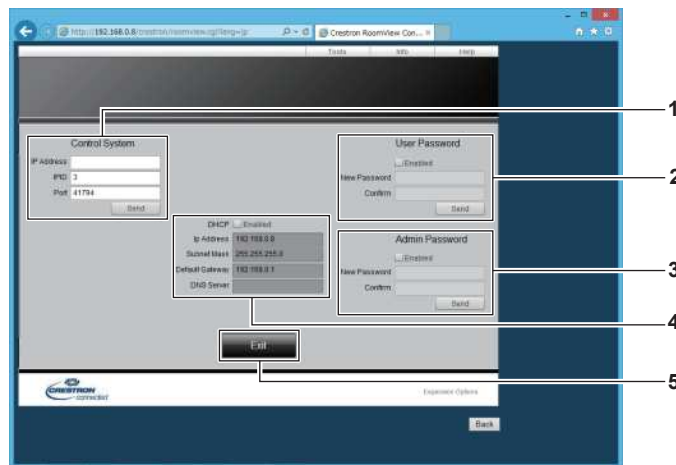 http://192.168.0.8/crestron/roomview.cgi?lang=jp
Crestron RoomView Con...
Tools Info Help
1
Control System
IP Address
IPID 3
Port 41794
Send
User Password
Enabled
New Password
Confirm
Send
2
DHCP Enabled
Ip Address 192.168.0.8
Subnet Mask 255.255.255.0
Default Gateway 192.168.0.1
DNS Server
Admin Password
Enabled
New Password
Confirm
Send
3
4
Exit
5
CRESTRON
connected
Expansion Options
Back